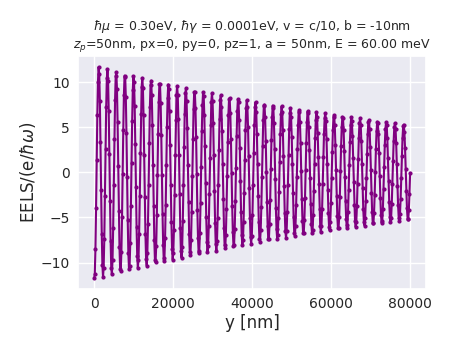 ħμ = 0.30eV, ħγ = 0.0001eV, v = c/10, b = -10nm
z_p=50nm, px=0, py=0, pz=1, a = 50nm, E = 60.00 meV
EELS/(e/ħω)
10
5
0
−5
−10
0 20000 40000 60000 80000
y [nm]